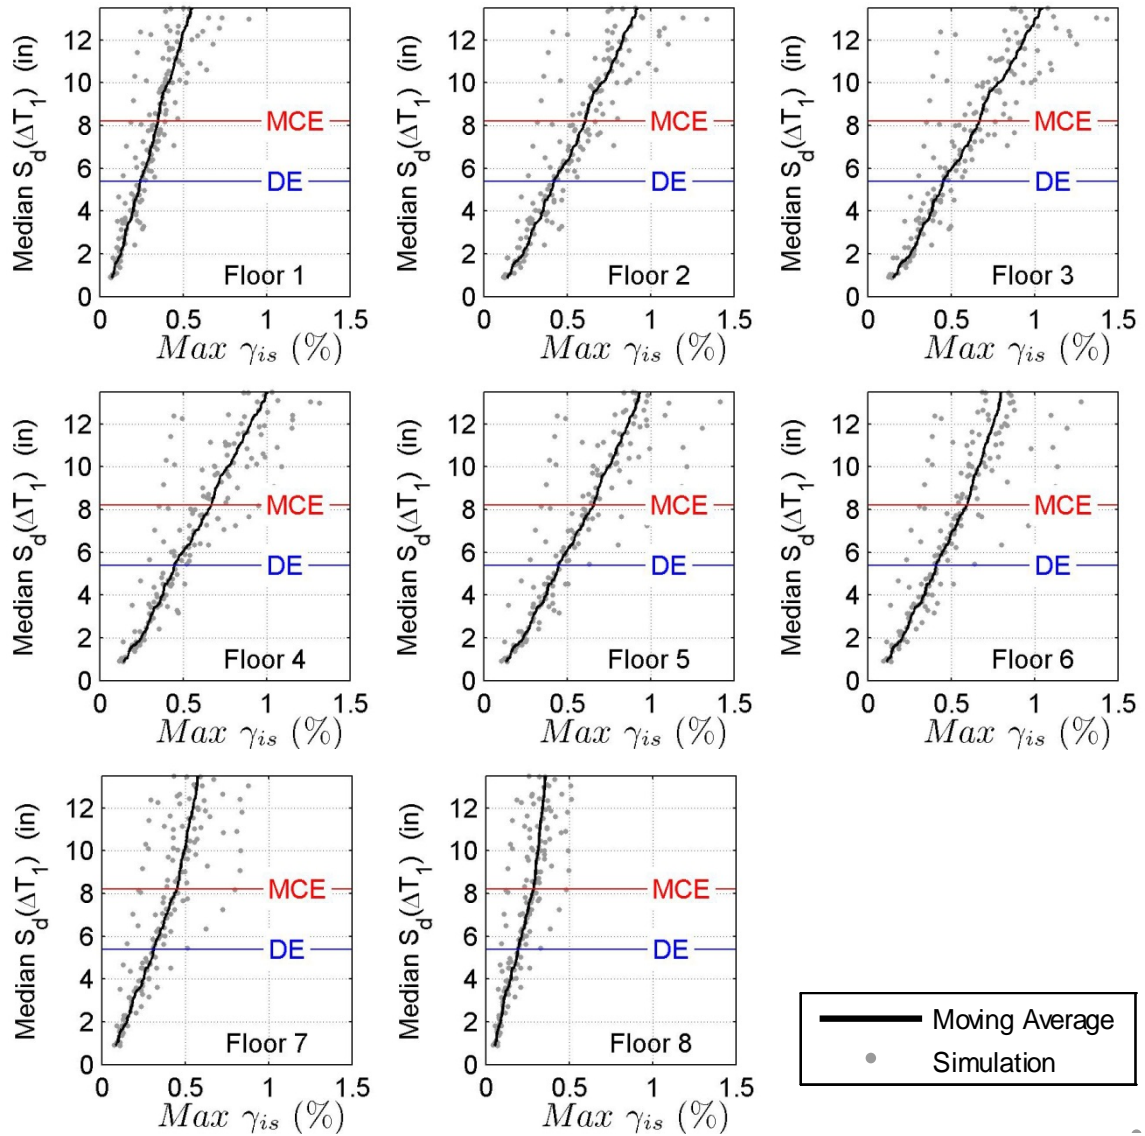 Median S_d(ΔT_1) (in)
12
10
8
6
4
2
0
MCE
DE
Floor 1
0 0.5 1 1.5
Max γ_is (%)
Median S_d(ΔT_1) (in)
12
10
8
6
4
2
0
MCE
DE
Floor 2
0 0.5 1 1.5
Max γ_is (%)
Median S_d(ΔT_1) (in)
12
10
8
6
4
2
0
MCE
DE
Floor 3
0 0.5 1 1.5
Max γ_is (%)
Median S_d(ΔT_1) (in)
12
10
8
6
4
2
0
MCE
DE
Floor 4
0 0.5 1 1.5
Max γ_is (%)
Median S_d(ΔT_1) (in)
12
10
8
6
4
2
0
MCE
DE
Floor 5
0 0.5 1 1.5
Max γ_is (%)
Median S_d(ΔT_1) (in)
12
10
8
6
4
2
0
MCE
DE
Floor 6
0 0.5 1 1.5
Max γ_is (%)
Median S_d(ΔT_1) (in)
12
10
8
6
4
2
0
MCE
DE
Floor 7
0 0.5 1 1.5
Max γ_is (%)
Median S_d(ΔT_1) (in)
12
10
8
6
4
2
0
MCE
DE
Floor 8
0 0.5 1 1.5
Max γ_is (%)
Moving Average
Simulation